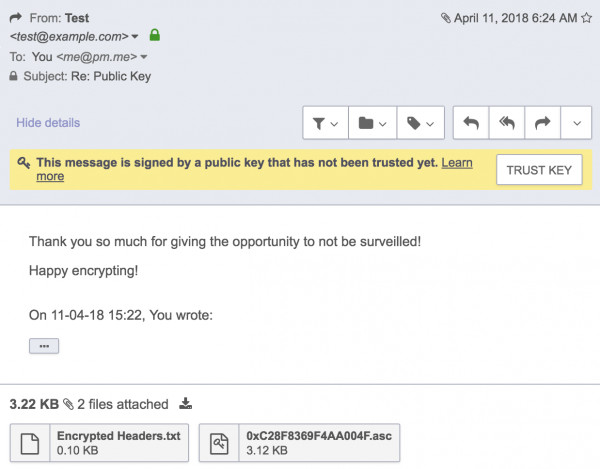 From: Test
April 11, 2018 6:24 AM
<test@example.com>
To: You <me@pm.me>
Subject: Re: Public Key
Hide details
This message is signed by a public key that has not been trusted yet. Learn
more
TRUST KEY
Thank you so much for giving the opportunity to not be surveilled!
Happy encrypting!
On 11-04-18 15:22, You wrote:
3.22 KB 2 files attached
Encrypted Headers.txt
0.10 KB
0xC28F8369F4AA004F.asc
3.12 KB